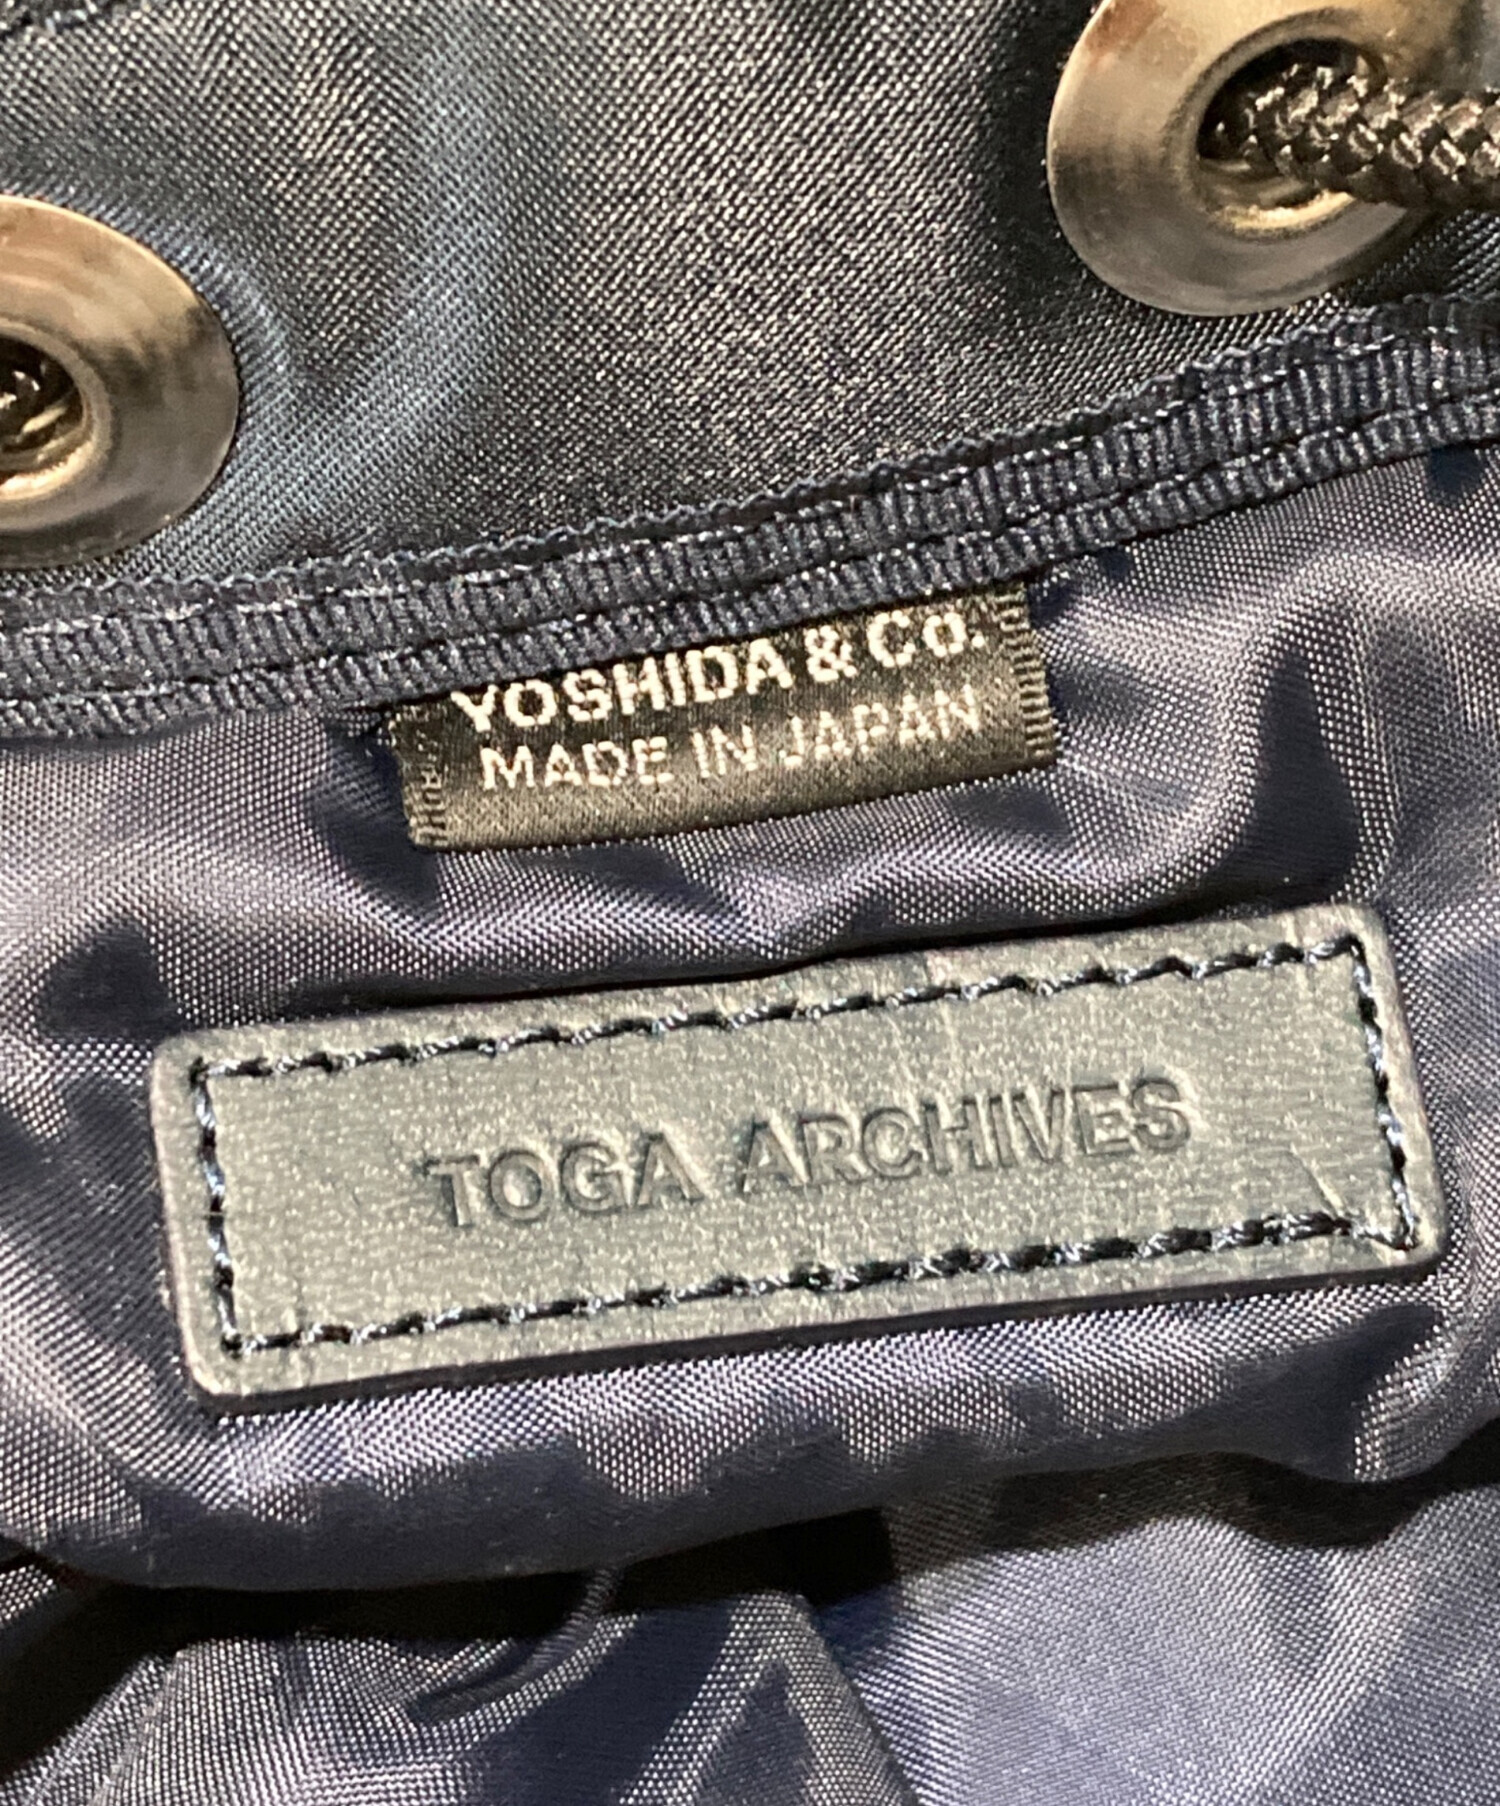 YOSHIDA & Co.
MADE IN JAPAN
TOGA ARCHIVES